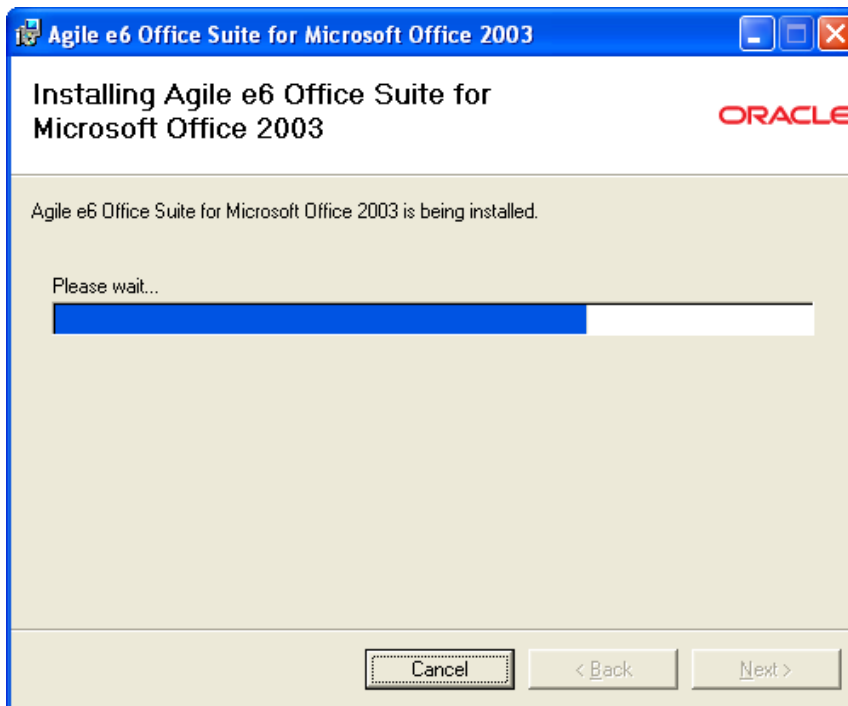 Agile e6 Office Suite for Microsoft Office 2003
Installing Agile e6 Office Suite for
Microsoft Office 2003
ORACLE
Agile e6 Office Suite for Microsoft Office 2003 is being installed.
Please wait...
Cancel
< Back
Next >